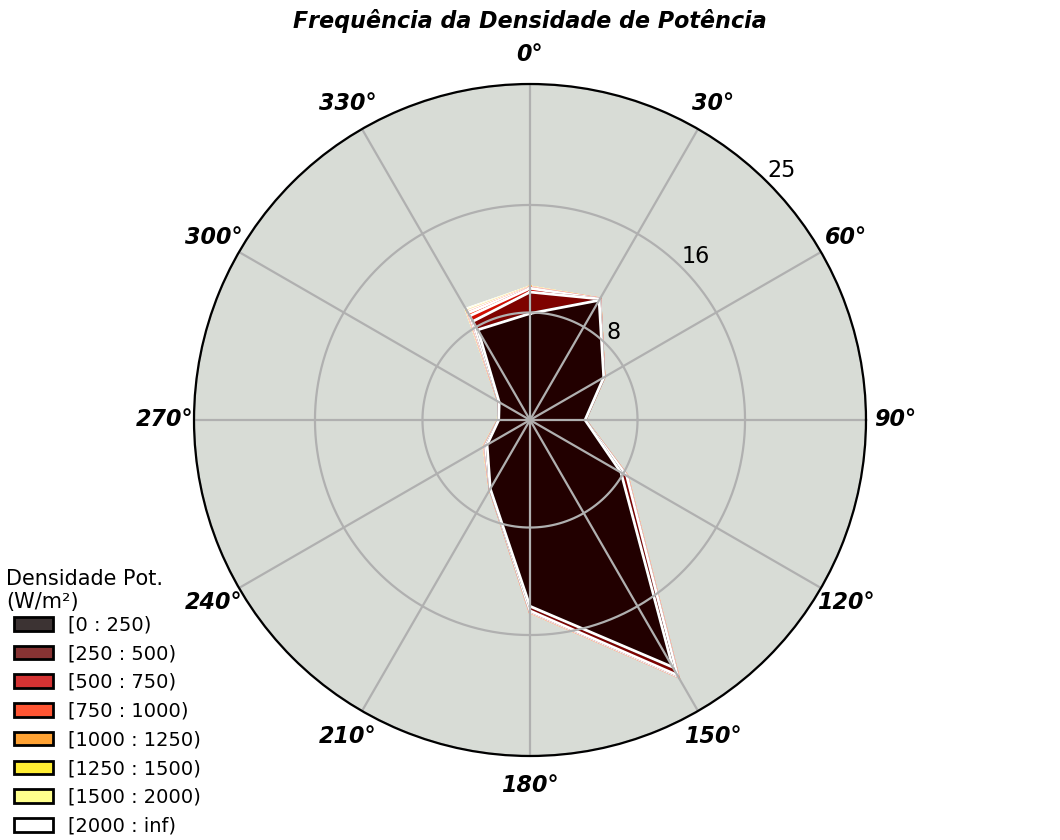 Frequência da Densidade de Potência
0°
330°
30°
25
300°
60°
16
8
270°
90°
Densidade Pot.
(W/m²)
240°
120°
[0 : 250)
[250 : 500)
[500 : 750)
[750 : 1000)
210°
150°
[1000 : 1250)
[1250 : 1500)
180°
[1500 : 2000)
[2000 : inf)